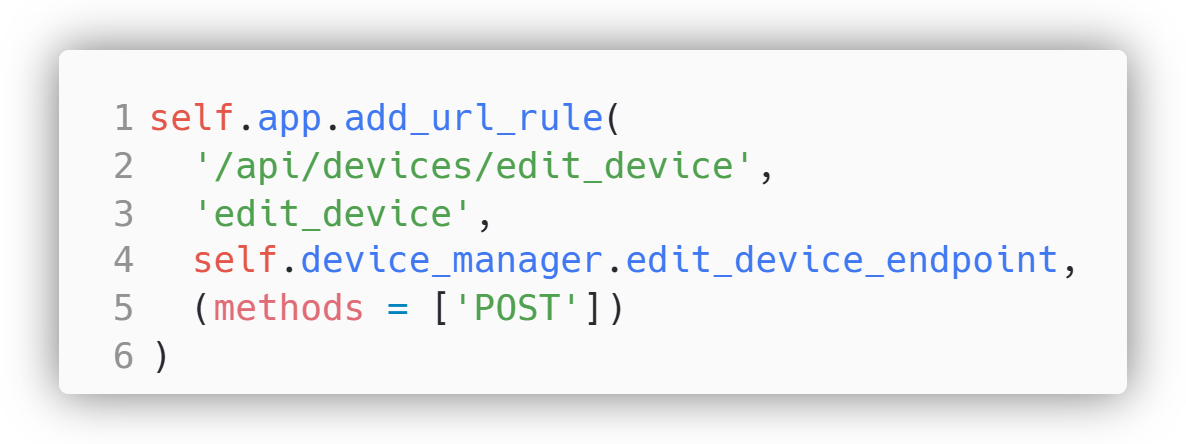 1 self.app.add_url_rule(
2   '/api/devices/edit_device',
3   'edit_device',
4   self.device_manager.edit_device_endpoint,
5   (methods = ['POST'])
6 )